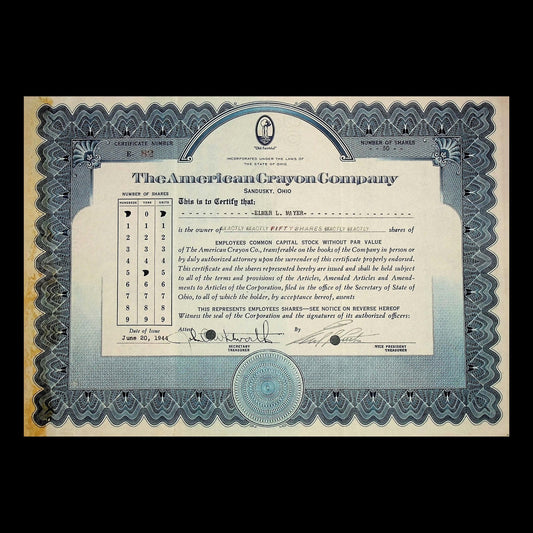 "Old Faithful"
CERTIFICATE NUMBER
E- 82
NUMBER OF SHARES
--50--
INCORPORATED UNDER THE LAWS OF
THE STATE OF OHIO.
The American Crayon Company
SANDUSKY, OHIO
NUMBER OF SHARES
HUNDREDS TENS UNITS
0
1 1 1
2 2 2
3 3 3
4 4 4
5 5
6 6 6
7 7 7
8 8 8
9 9 9
Date of Issue
June 20, 1944
This is to Certify that;
--ELMER L. MAYER--
is the owner of EXACTLY EXACTLY FIFTY SHARES EXACTLY EXACTLY shares of
EMPLOYEES COMMON CAPITAL STOCK WITHOUT PAR VALUE
of The American Crayon Co., transferable on the books of the Company in person or
by duly authorized attorney upon the surrender of this certificate properly endorsed.
This certificate and the shares represented hereby are issued and shall be held subject
to all of the terms and provisions of the Articles, Amended Articles and Amend-
ments to Articles of the Corporation, filed in the office of the Secretary of State of
Ohio, to all of which the holder, by acceptance hereof, assents
THIS REPRESENTS EMPLOYEES SHARES—SEE NOTICE ON REVERSE HEREOF
Witness the seal of the Corporation and the signatures of its authorized officers:
Attest
By
SECRETARY
TREASURER
VICE PRESIDENT
TREASURER